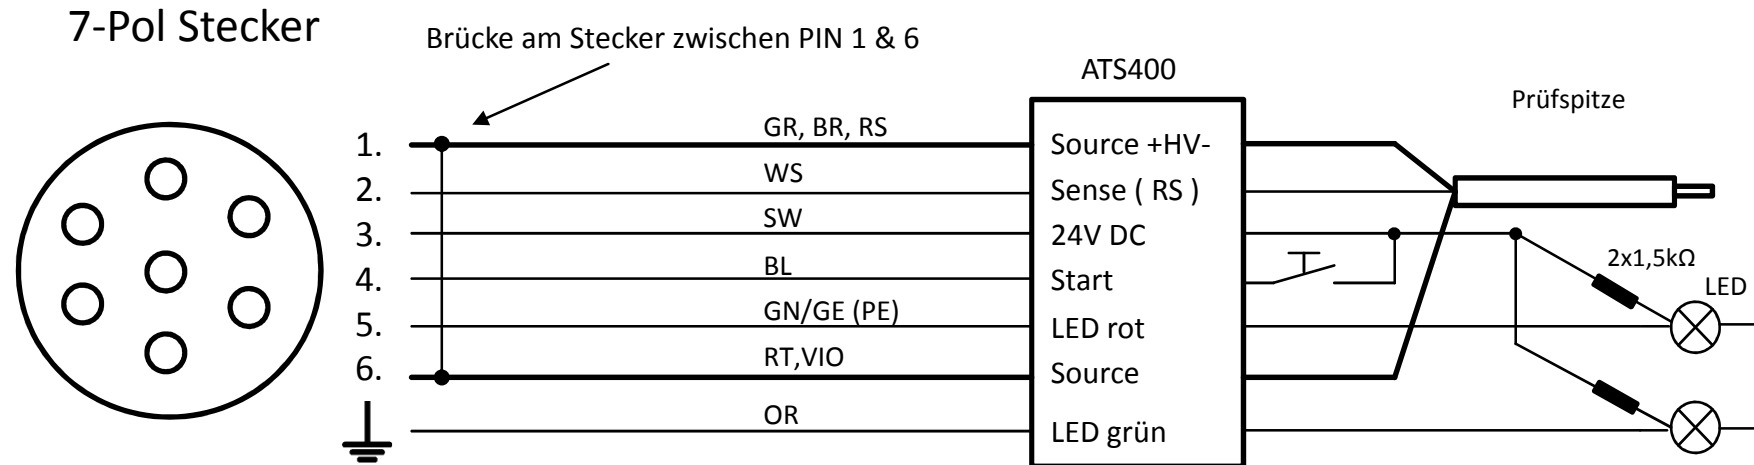 7-Pol Stecker
Brücke am Stecker zwischen PIN 1 & 6
ATS400
Prüfspitze
1. GR, BR, RS Source +HV-
2. WS Sense ( RS )
3. SW 24V DC
4. BL Start
2x1,5kΩ
LED
5. GN/GE (PE) LED rot
6. RT,VIO Source
OR LED grün